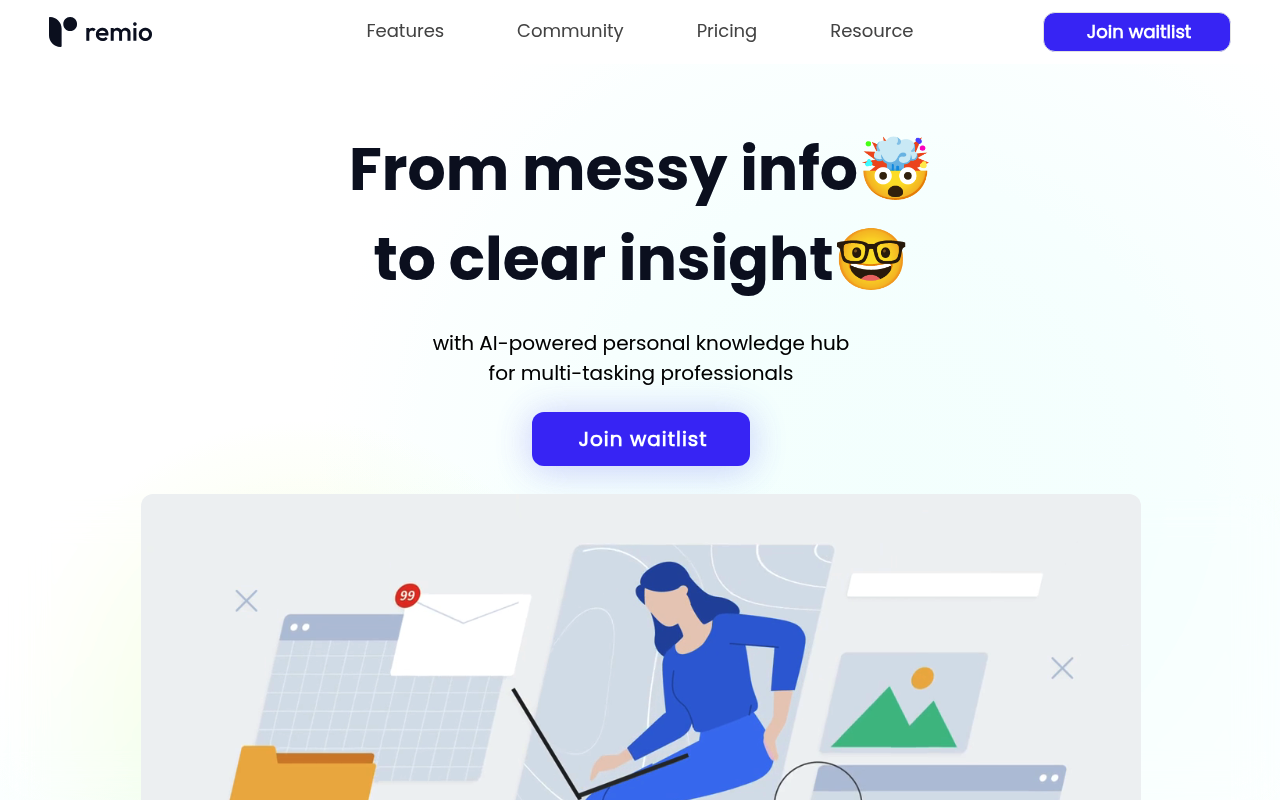 remio
Features
Community
Pricing
Resource
Join waitlist
From messy info🤯
to clear insight🤓
with AI-powered personal knowledge hub
for multi-tasking professionals
Join waitlist
99